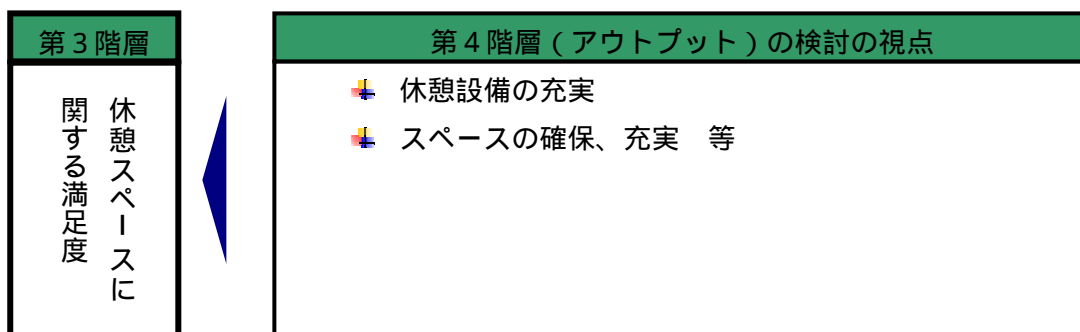 第３階層
休憩スペースに
関する満足度
第４階層（アウトプット）の検討の視点
休憩設備の充実
スペースの確保、充実　等